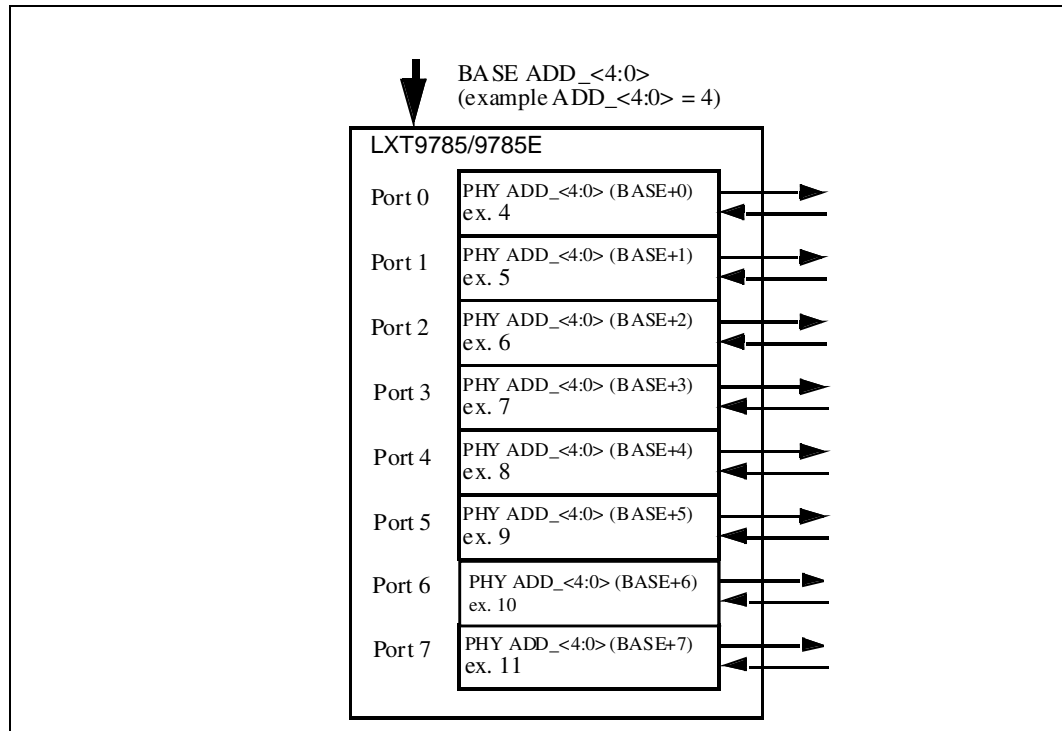 BASE ADD_<4:0>
(example ADD_<4:0> = 4)
LXT9785/9785E
Port 0
PHY ADD_<4:0> (BASE+0)
ex. 4
Port 1
PHY ADD_<4:0> (BASE+1)
ex. 5
Port 2
PHY ADD_<4:0> (BASE+2)
ex. 6
Port 3
PHY ADD_<4:0> (BASE+3)
ex. 7
Port 4
PHY ADD_<4:0> (BASE+4)
ex. 8
Port 5
PHY ADD_<4:0> (BASE+5)
ex. 9
Port 6
PHY ADD_<4:0> (BASE+6)
ex. 10
Port 7
PHY ADD_<4:0> (BASE+7)
ex. 11